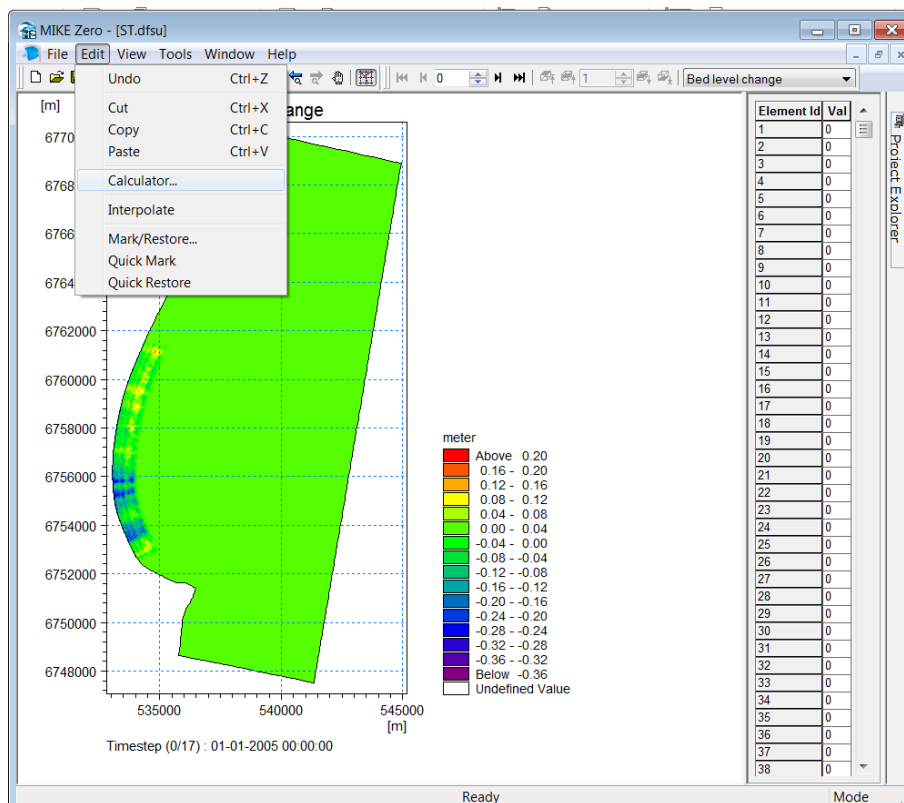 MIKE Zero - [ST.dfsu]
File Edit View Tools Window Help
0 1 Bed level change
Undo Ctrl+Z
Cut Ctrl+X
Copy Ctrl+C
Paste Ctrl+V
Calculator...
Interpolate
Mark/Restore...
Quick Mark
Quick Restore
[m]
ange
6770
6768
6766
6764
6762000
6760000
6758000
6756000
6754000
6752000
6750000
6748000
535000 540000 545000
[m]
Timestep (0/17) : 01-01-2005 00:00:00
meter
Above 0.20
0.16 - 0.20
0.12 - 0.16
0.08 - 0.12
0.04 - 0.08
0.00 - 0.04
-0.04 - 0.00
-0.08 - -0.04
-0.12 - -0.08
-0.16 - -0.12
-0.20 - -0.16
-0.24 - -0.20
-0.28 - -0.24
-0.32 - -0.28
-0.36 - -0.32
Below -0.36
Undefined Value
Element Id Val
1 0
2 0
3 0
4 0
5 0
6 0
7 0
8 0
9 0
10 0
11 0
12 0
13 0
14 0
15 0
16 0
17 0
18 0
19 0
20 0
21 0
22 0
23 0
24 0
25 0
26 0
27 0
28 0
29 0
30 0
31 0
32 0
33 0
34 0
35 0
36 0
37 0
38 0
Project Explorer
Ready Mode